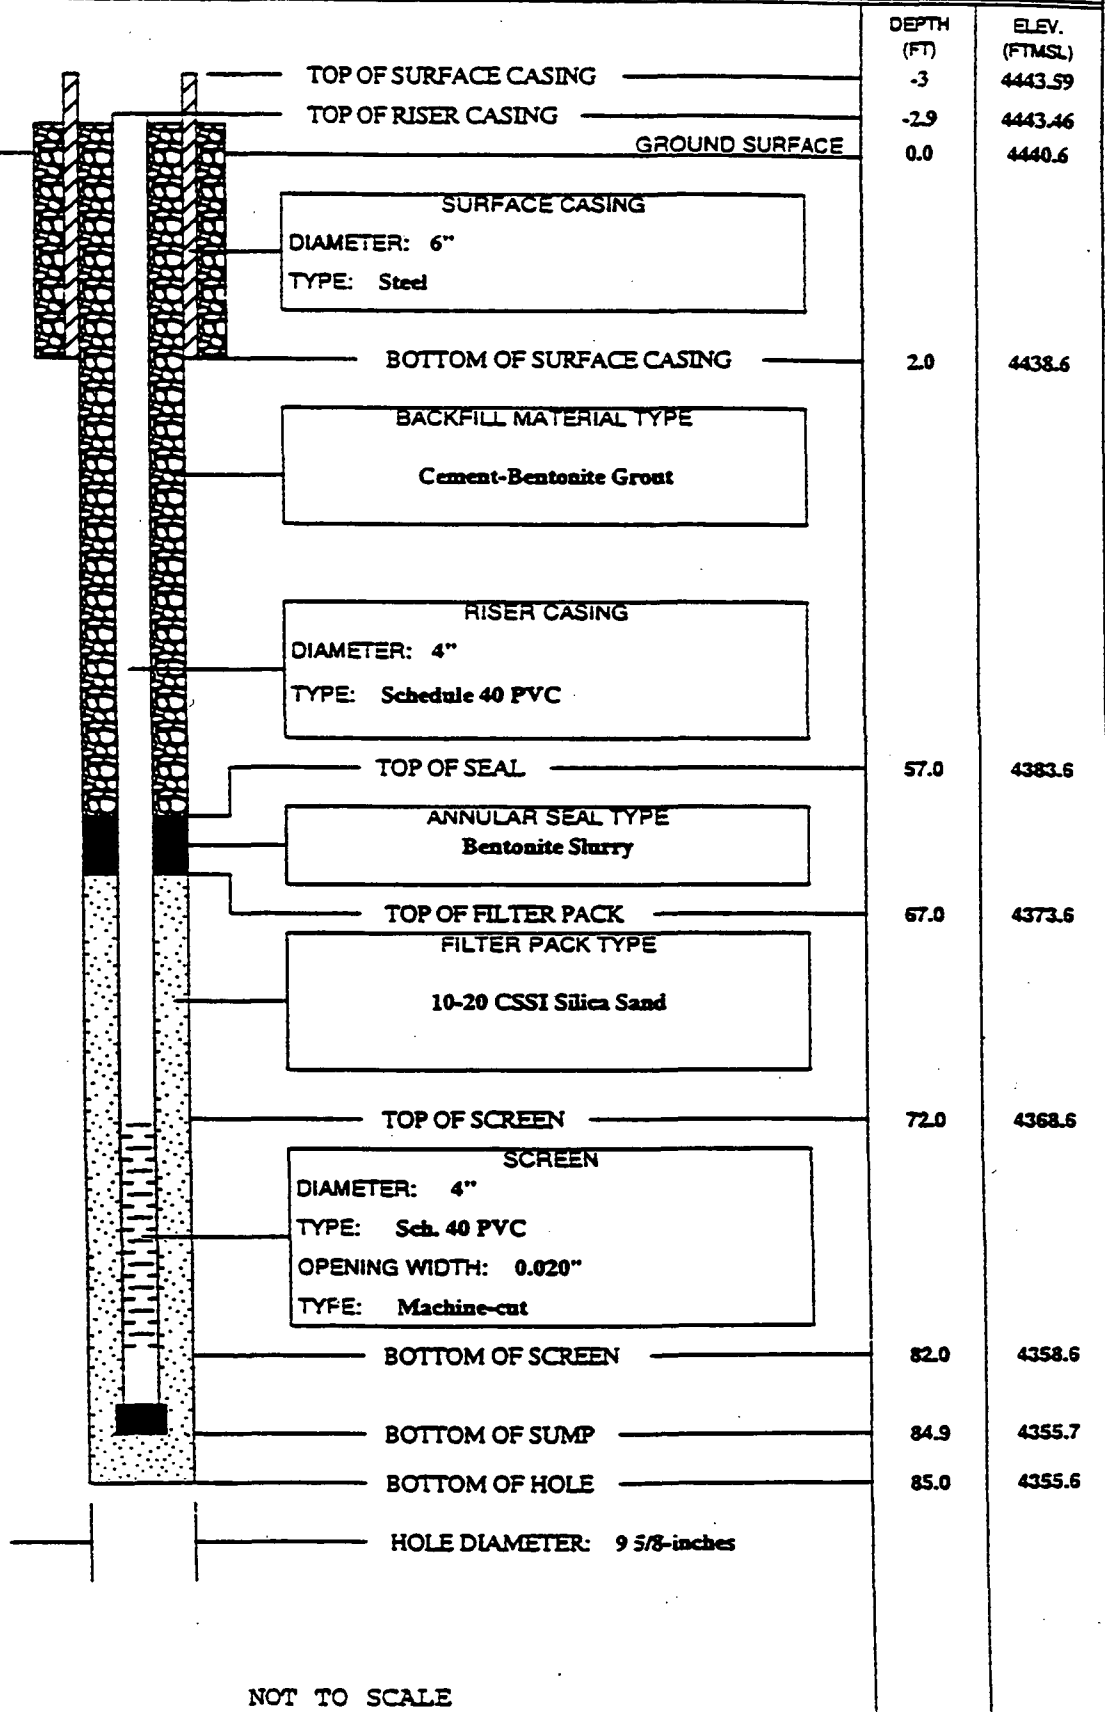 DEPTH ELEV.
(FT) (FTMSL)
TOP OF SURFACE CASING -3 4443.59
TOP OF RISER CASING -2.9 4443.46
GROUND SURFACE 0.0 4440.6
SURFACE CASING
DIAMETER: 6"
TYPE: Steel
BOTTOM OF SURFACE CASING 2.0 4438.6
BACKFILL MATERIAL TYPE
Cement-Bentonite Grout
RISER CASING
DIAMETER: 4"
TYPE: Schedule 40 PVC
TOP OF SEAL 57.0 4383.6
ANNULAR SEAL TYPE
Bentonite Slurry
TOP OF FILTER PACK 67.0 4373.6
FILTER PACK TYPE
10-20 CSSI Silica Sand
TOP OF SCREEN 72.0 4368.6
SCREEN
DIAMETER: 4"
TYPE: Sch. 40 PVC
OPENING WIDTH: 0.020"
TYPE: Machine-cut
BOTTOM OF SCREEN 82.0 4358.6
BOTTOM OF SUMP 84.9 4355.7
BOTTOM OF HOLE 85.0 4355.6
HOLE DIAMETER: 9 5/8-inches
NOT TO SCALE